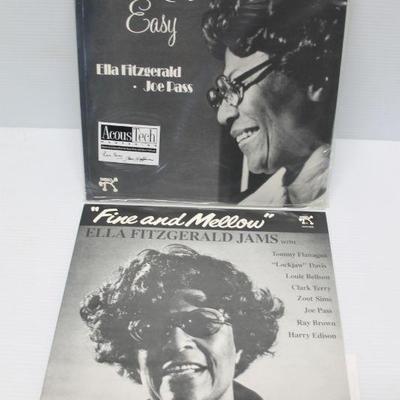 Easy
Ella Fitzgerald
• Joe Pass
AcousTech
MASTERING
"Fine and Mellow"
ELLA FITZGERALD JAMS WITH
Tommy Flanagan
"Lockjaw" Davis
Louie Bellson
Clark Terry
Zoot Sims
Joe Pass
Ray Brown
Harry Edison